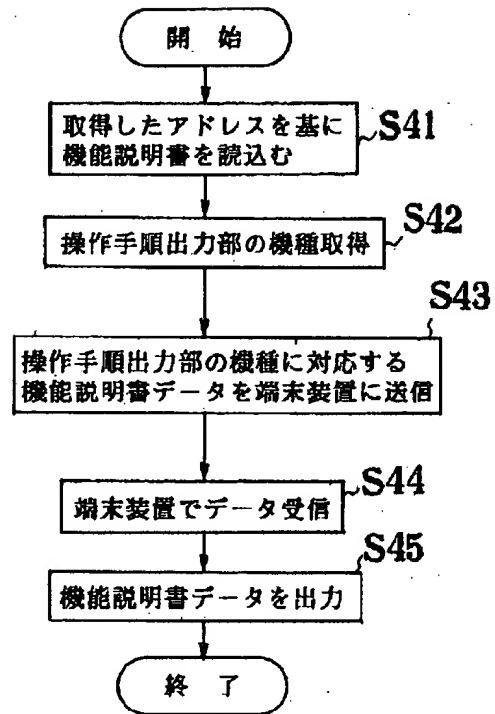 開 始
取得したアドレスを基に
機能説明書を読込む
S41
操作手順出力部の機種取得
S42
S43
操作手順出力部の機種に対応する
機能説明書データを端末装置に送信
端末装置でデータ受信
S44
S45
機能説明書データを出力
終 了